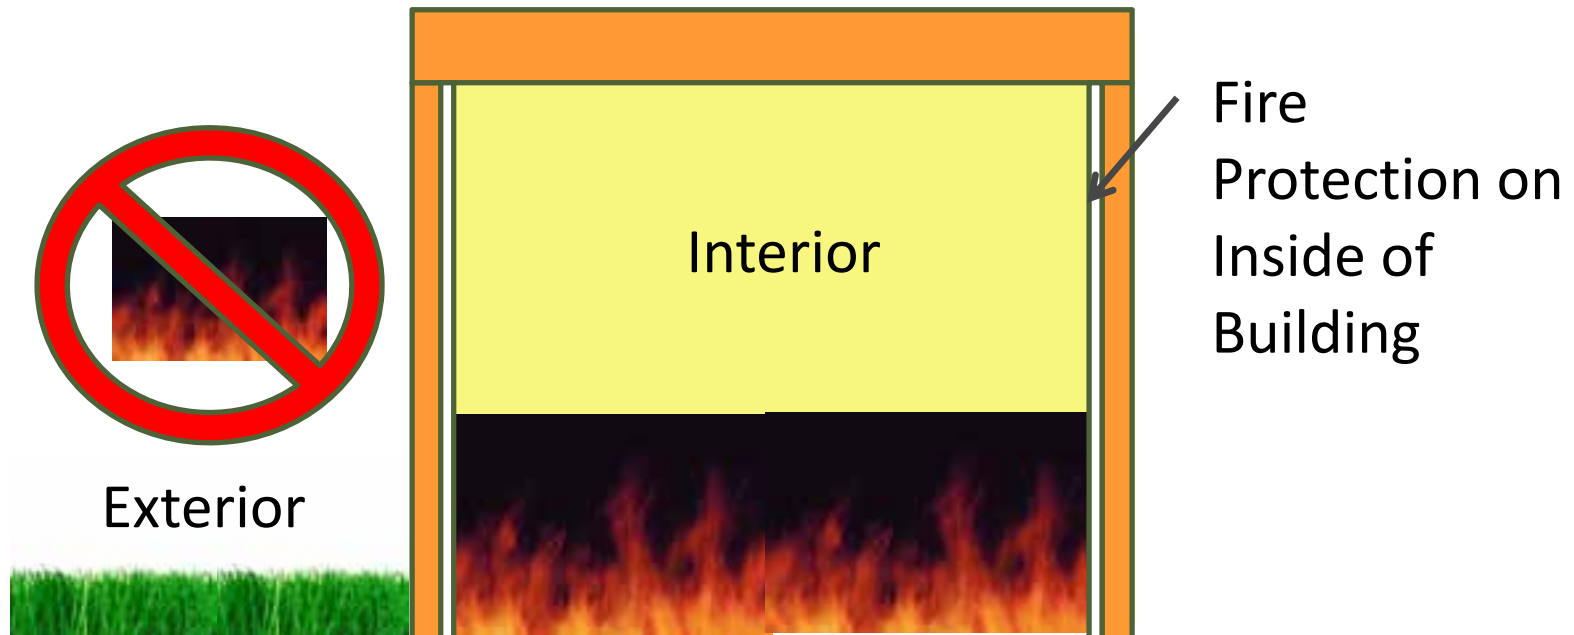 Fire
Protection on
Inside of
Building
Interior
Exterior